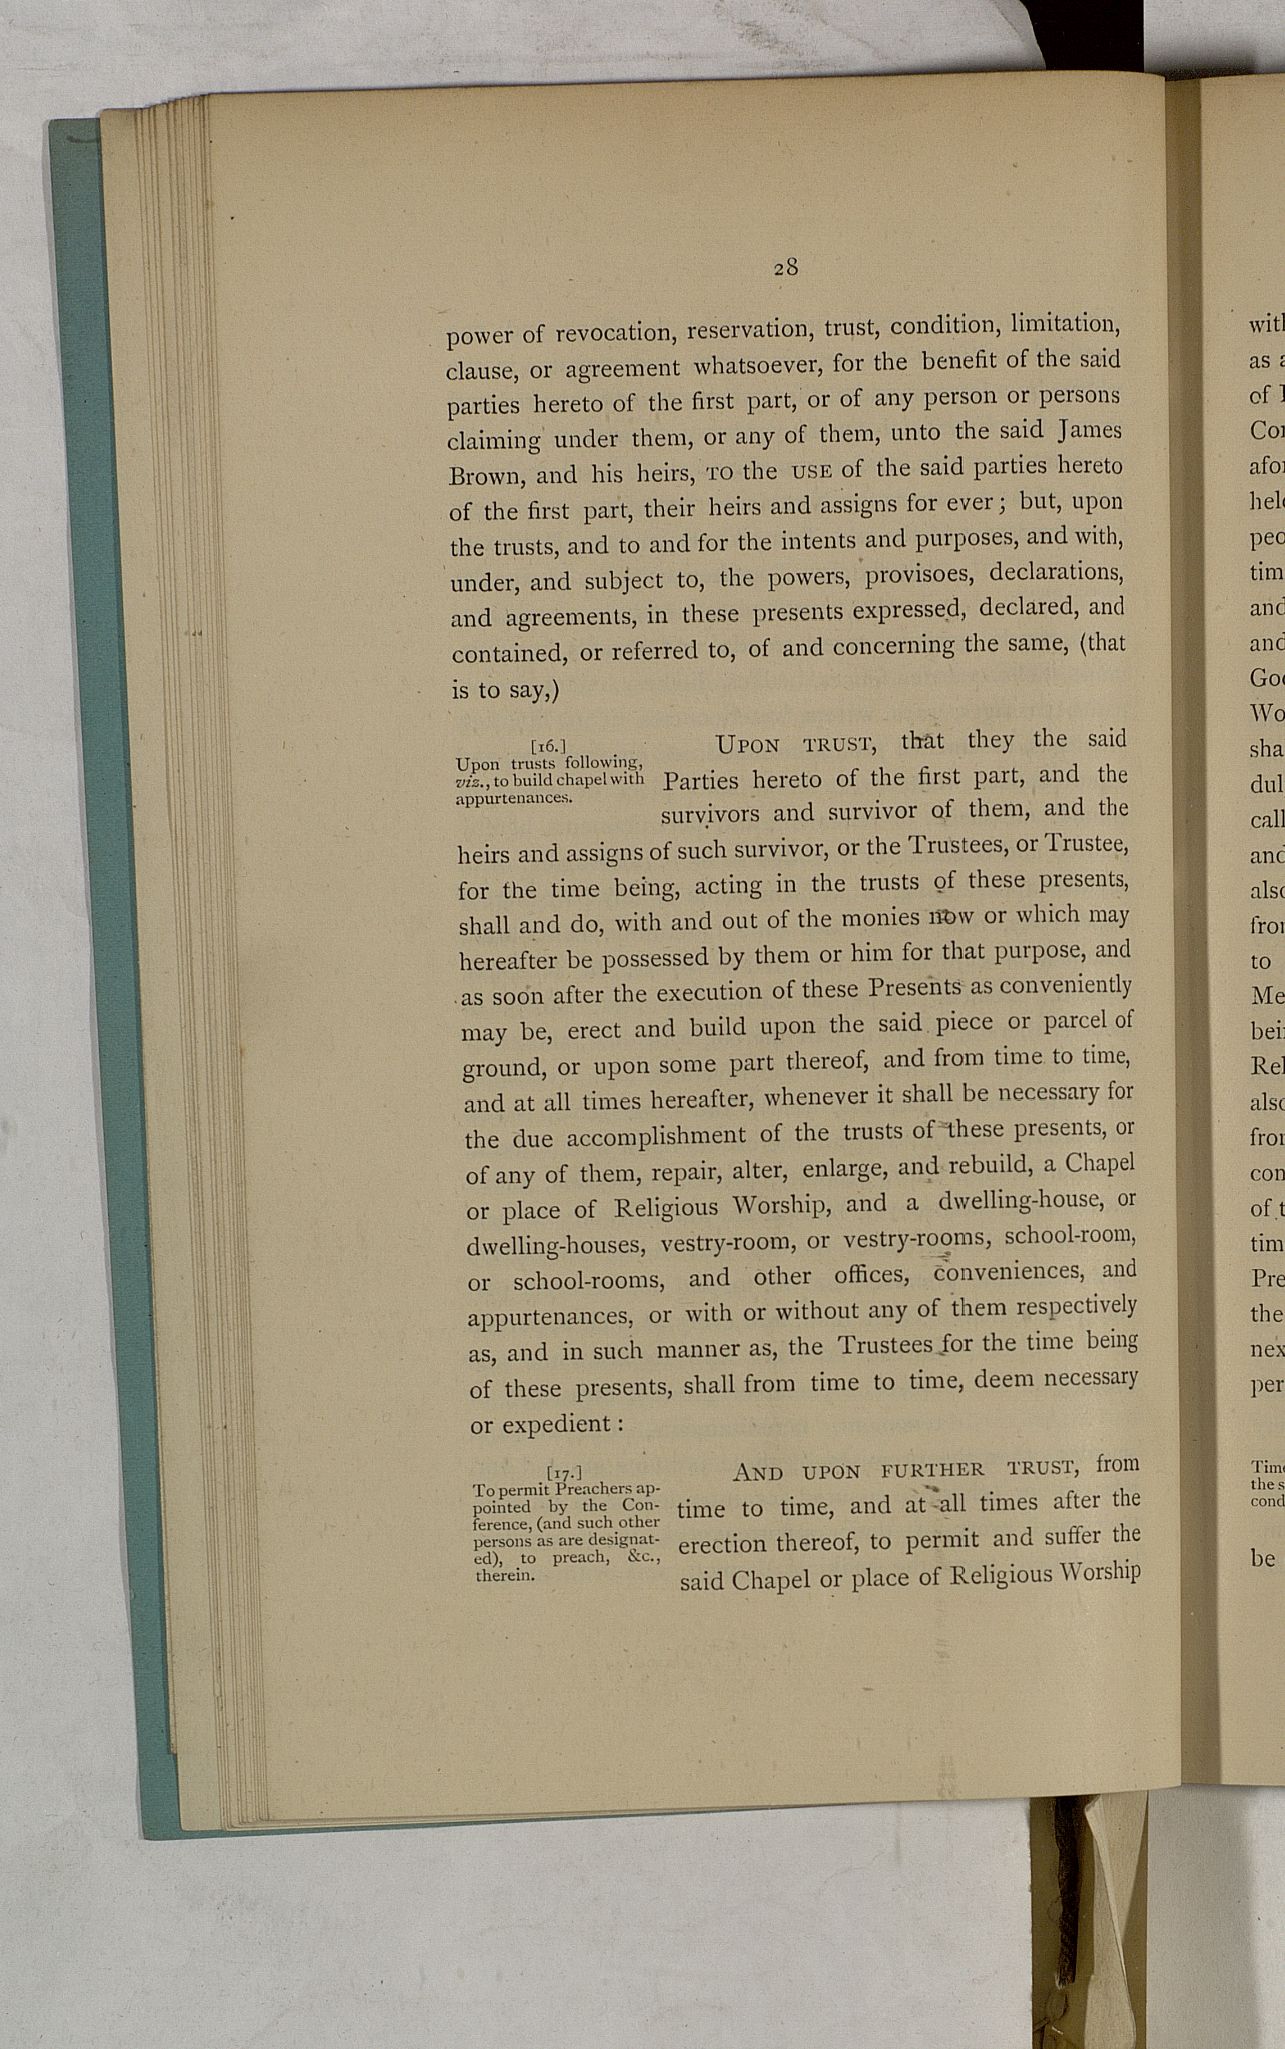 28
power of revocation, reservation, trust, condition, limitation,
clause, or agreement whatsoever, for the benefit of the said
parties hereto of the first part, or of any person or persons
claiming under them, or any of them, unto the said James
Brown, and his heirs, TO the USE of the said parties hereto
of the first part, their heirs and assigns for ever; but, upon
the trusts, and to and for the intents and purposes, and with,
under, and subject to, the powers, provisoes, declarations,
and agreements, in these presents expressed, declared, and
contained, or referred to, of and concerning the same, (that
is to say,)
[16.]
Upon trusts following,
viz., to build chapel with
appurtenances.
UPON TRUST, that they the said
Parties hereto of the first part, and the
survivors and survivor of them, and the
heirs and assigns of such survivor, or the Trustees, or Trustee,
for the time being, acting in the trusts of these presents,
shall and do, with and out of the monies now or which may
hereafter be possessed by them or him for that purpose, and
as soon after the execution of these Presents as conveniently
may be, erect and build upon the said piece or parcel of
ground, or upon some part thereof, and from time to time,
and at all times hereafter, whenever it shall be necessary for
the due accomplishment of the trusts of these presents, or
of any of them, repair, alter, enlarge, and rebuild, a Chapel
or place of Religious Worship, and a dwelling-house, or
dwelling-houses, vestry-room, or vestry-rooms, school-room,
or school-rooms, and other offices, conveniences, and
appurtenances, or with or without any of them respectively
as, and in such manner as, the Trustees for the time being
of these presents, shall from time to time, deem necessary
or expedient :
[17.]
To permit Preachers ap-
pointed by the Con-
ference, (and such other
persons as are designat-
ed), to preach, &c.,
therein.
AND UPON FURTHER TRUST, from
time to time, and at all times after the
erection thereof, to permit and suffer the
said Chapel or place of Religious Worship
as
of
to
of
the
be